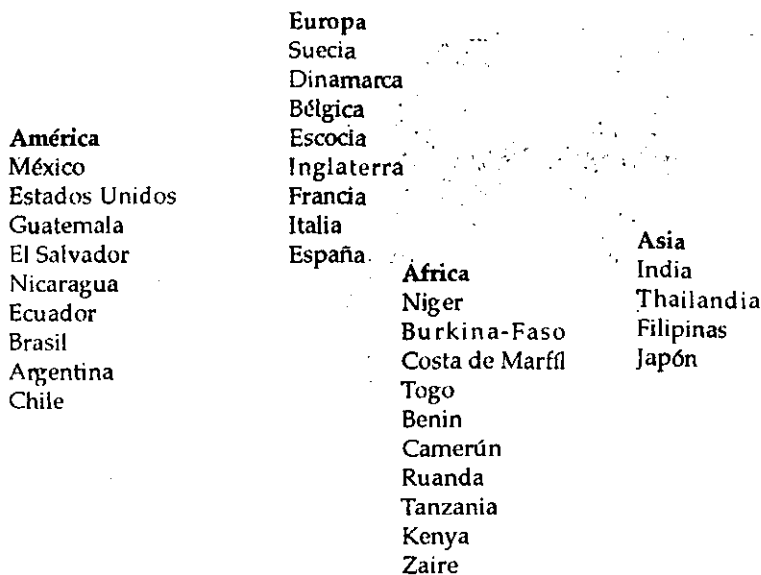 América
México
Estados Unidos
Guatemala
El Salvador
Nicaragua
Ecuador
Brasil
Argentina
Chile
Europa
Suecia
Dinamarca
Bélgica
Escocia
Inglaterra
Francia
Italia
España
África
Niger
Burkina-Faso
Costa de Marfil
Togo
Benin
Camerún
Ruanda
Tanzania
Kenya
Zaire
Asia
India
Thailandia
Filipinas
Japón